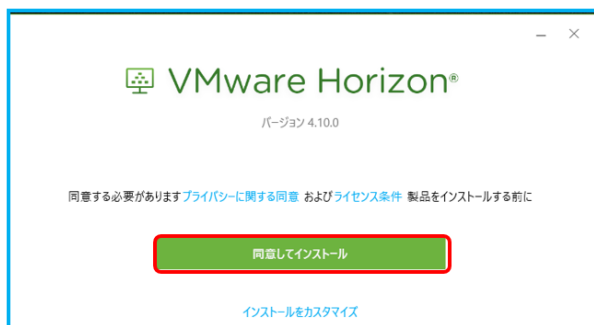 VMware Horizon®
バージョン 4.10.0
同意する必要がありますプライバシーに関する同意 およびライセンス条件 製品をインストールする前に
同意してインストール
インストールをカスタマイズ